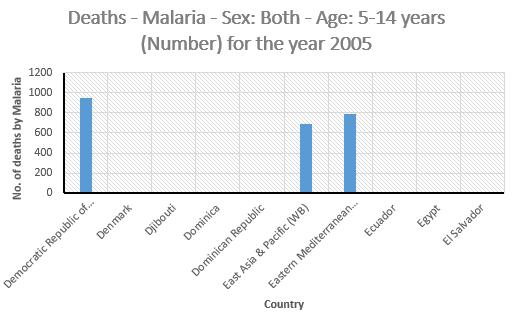 Deaths - Malaria - Sex: Both - Age: 5-14 years
(Number) for the year 2005
No. of deaths by Malaria
1200
1000
800
600
400
200
0
Democratic Republic of...
Denmark
Djibouti
Dominica
Dominican Republic
East Asia & Pacific (WB)
Eastern Mediterranean...
Ecuador
Egypt
El Salvador
Country